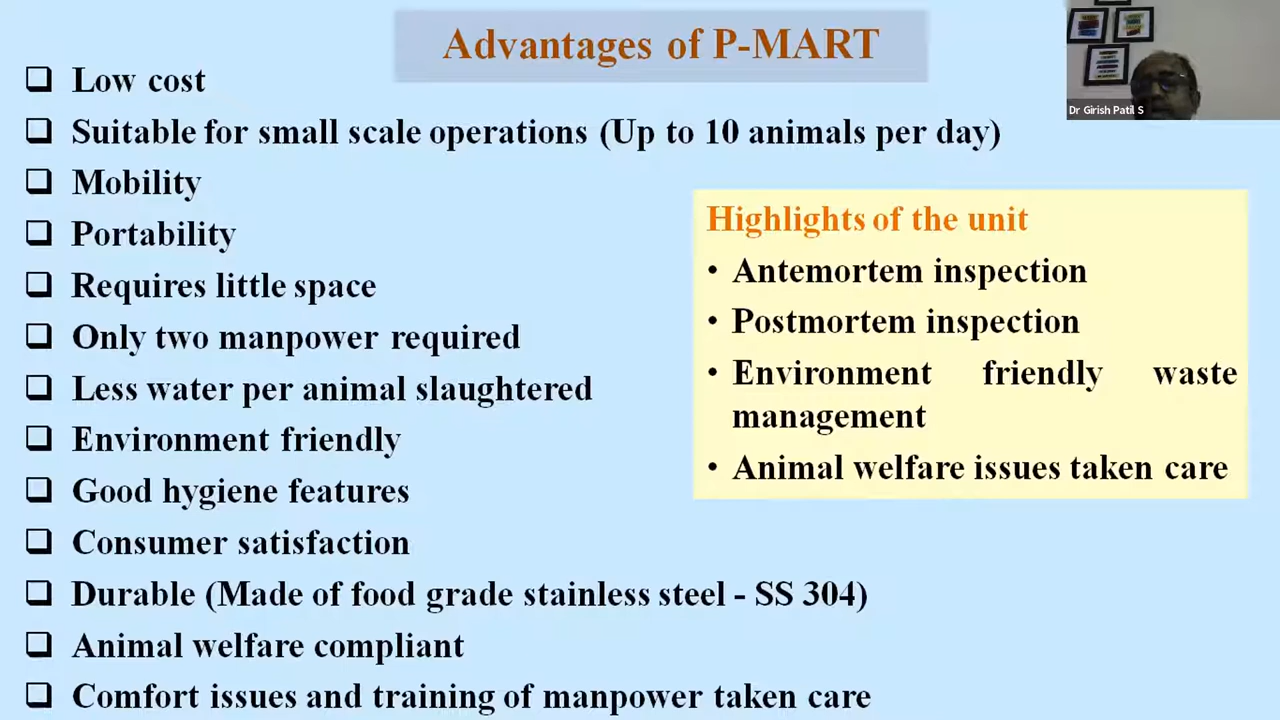 Advantages of P-MART
Low cost
Suitable for small scale operations (Up to 10 animals per day)
Mobility
Portability
Requires little space
Only two manpower required
Less water per animal slaughtered
Environment friendly
Good hygiene features
Consumer satisfaction
Durable (Made of food grade stainless steel - SS 304)
Animal welfare compliant
Comfort issues and training of manpower taken care
Highlights of the unit
• Antemortem inspection
• Postmortem inspection
• Environment friendly waste
management
• Animal welfare issues taken care
Dr Girish Patil S